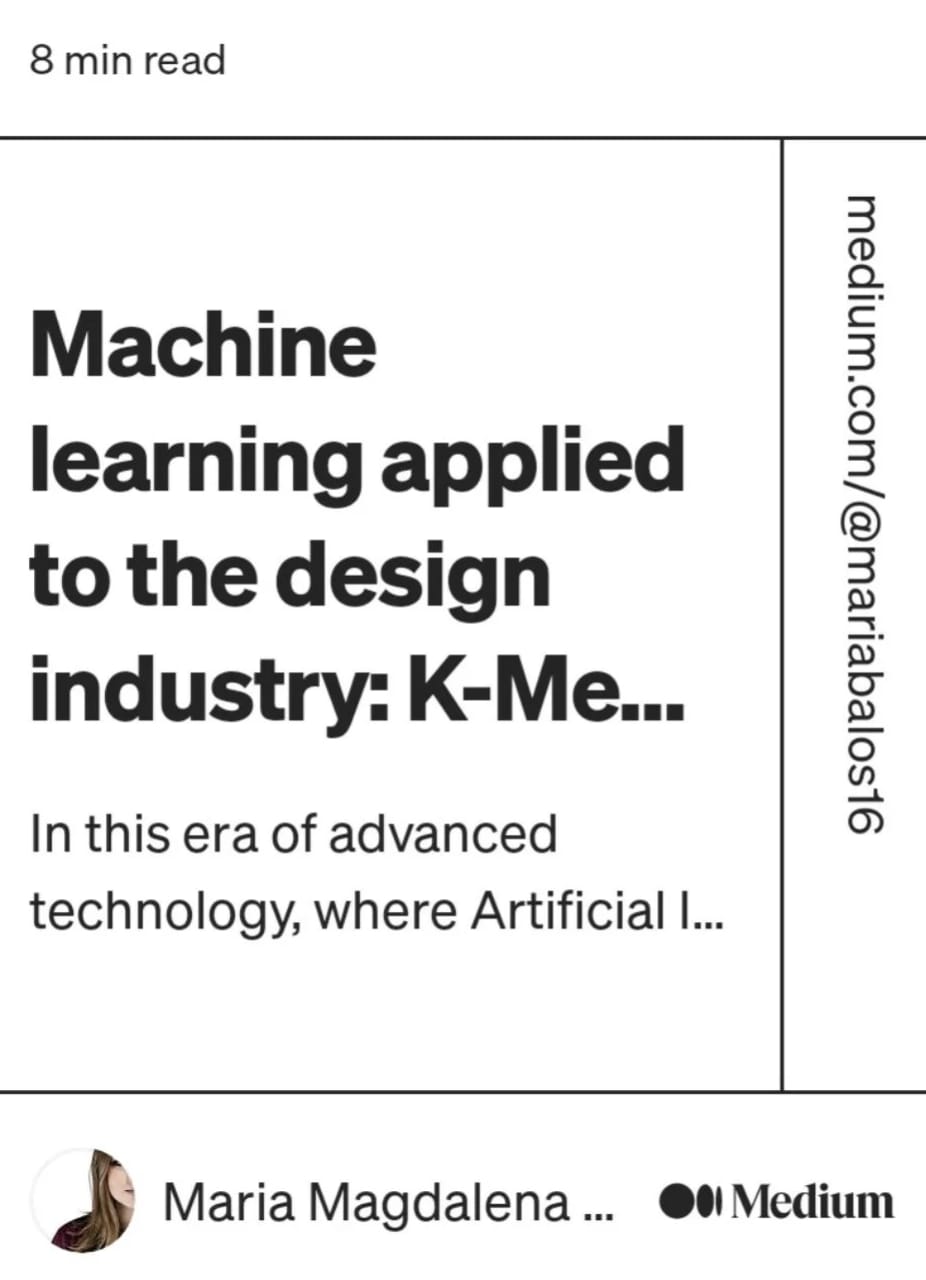 8 min read
Machine
learning applied
to the design
industry: K-Me...
In this era of advanced
technology, where Artificial I...
medium.com/@mariabalos16
Maria Magdalena ...
Medium